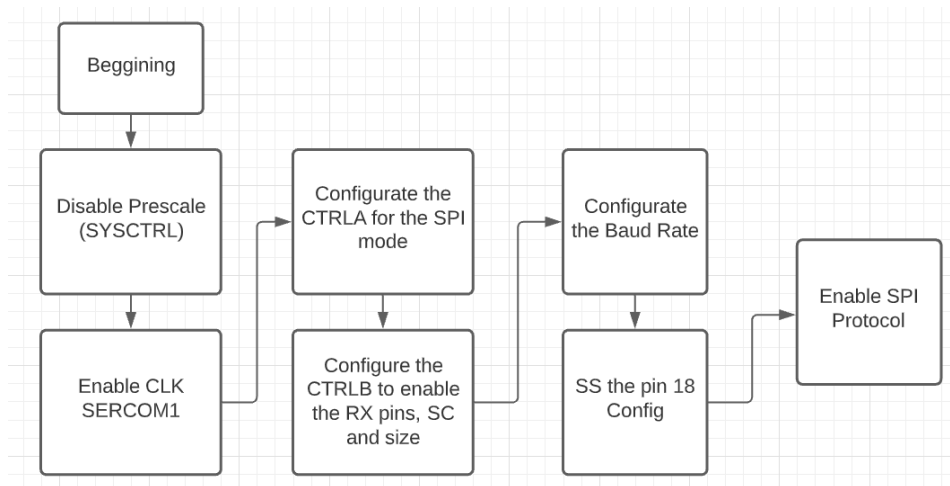 Beggining
Disable Prescale
(SYSCTRL)
Enable CLK
SERCOM1
Configurate the
CTRLA for the SPI
mode
Configure the
CTRLB to enable
the RX pins, SC
and size
Configurate
the Baud Rate
SS the pin 18
Config
Enable SPI
Protocol